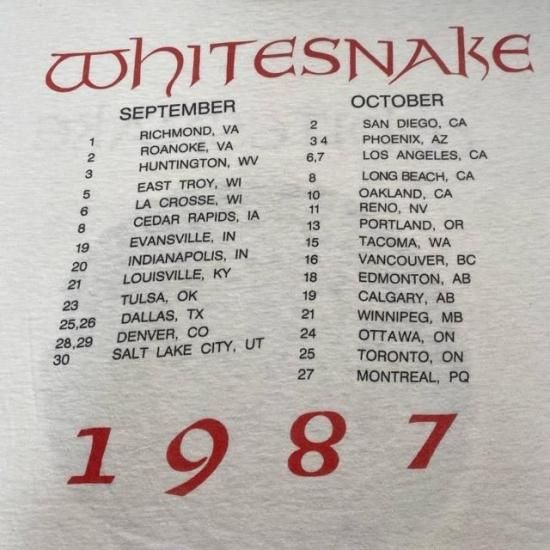 WHITESNAKE
SEPTEMBER
1 RICHMOND, VA
2 ROANOKE, VA
3 HUNTINGTON, WV
5 EAST TROY, WI
6 LA CROSSE, WI
8 CEDAR RAPIDS, IA
19 EVANSVILLE, IN
20 INDIANAPOLIS, IN
21 LOUISVILLE, KY
23 TULSA, OK
25,26 DALLAS, TX
28,29 DENVER, CO
30 SALT LAKE CITY, UT
OCTOBER
2 SAN DIEGO, CA
3 4 PHOENIX, AZ
6,7 LOS ANGELES, CA
8 LONG BEACH, CA
10 OAKLAND, CA
11 RENO, NV
13 PORTLAND, OR
15 TACOMA, WA
16 VANCOUVER, BC
18 EDMONTON, AB
19 CALGARY, AB
21 WINNIPEG, MB
24 OTTAWA, ON
25 TORONTO, ON
27 MONTREAL, PQ
1987